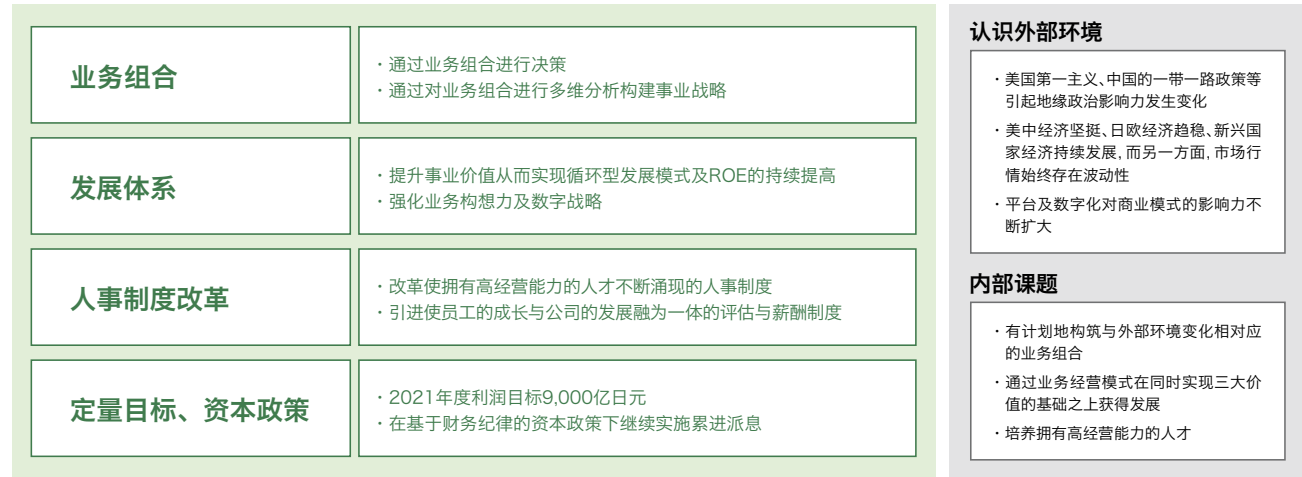 业务组合
・通过业务组合进行决策
・通过对业务组合进行多维分析构建事业战略
发展体系
・提升事业价值从而实现循环型发展模式及ROE的持续提高
・强化业务构想力及数字战略
人事制度改革
・改革使拥有高经营能力的人才不断涌现的人事制度
・引进使员工的成长与公司的发展融为一体的评估与薪酬制度
定量目标、资本政策
・2021年度利润目标9,000亿日元
・在基于财务纪律的资本政策下继续实施累进派息
认识外部环境
・美国第一主义、中国的一带一路政策等
引起地缘政治影响力发生变化
・美中经济坚挺、日欧经济趋稳、新兴国
家经济持续发展,而另一方面,市场行
情始终存在波动性
・平台及数字化对商业模式的影响力不
断扩大
内部课题
・有计划地构筑与外部环境变化相对应
的业务组合
・通过业务经营模式在同时实现三大价
值的基础之上获得发展
・培养拥有高经营能力的人才